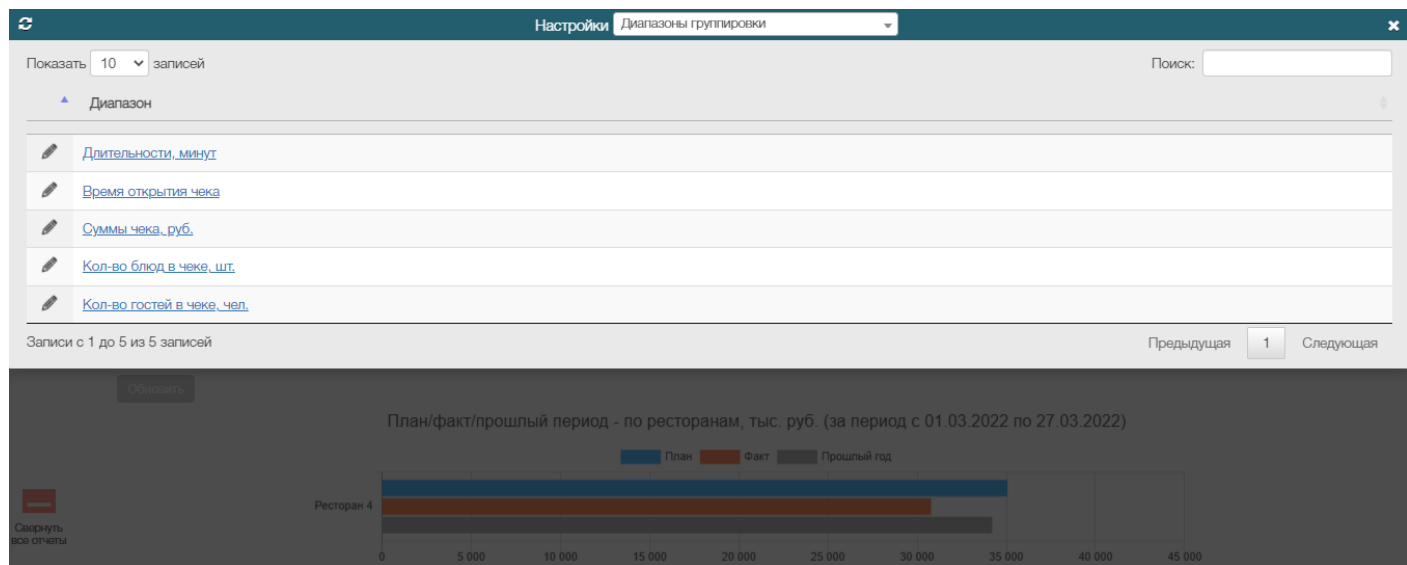 Настройки Диапазоны группировки
Показать 10 записей Поиск:
Диапазон
Длительности, минут
Время открытия чека
Суммы чека, руб.
Кол-во блюд в чеке, шт.
Кол-во гостей в чеке, чел.
Записи с 1 до 5 из 5 записей Предыдущая 1 Следующая
Обновить
План/факт/прошлый период - по ресторанам, тыс. руб. (за период с 01.03.2022 по 27.03.2022)
План Факт Прошлый год
Ресторан 4
Свернуть
все отчеты
0 5 000 10 000 15 000 20 000 25 000 30 000 35 000 40 000 45 000